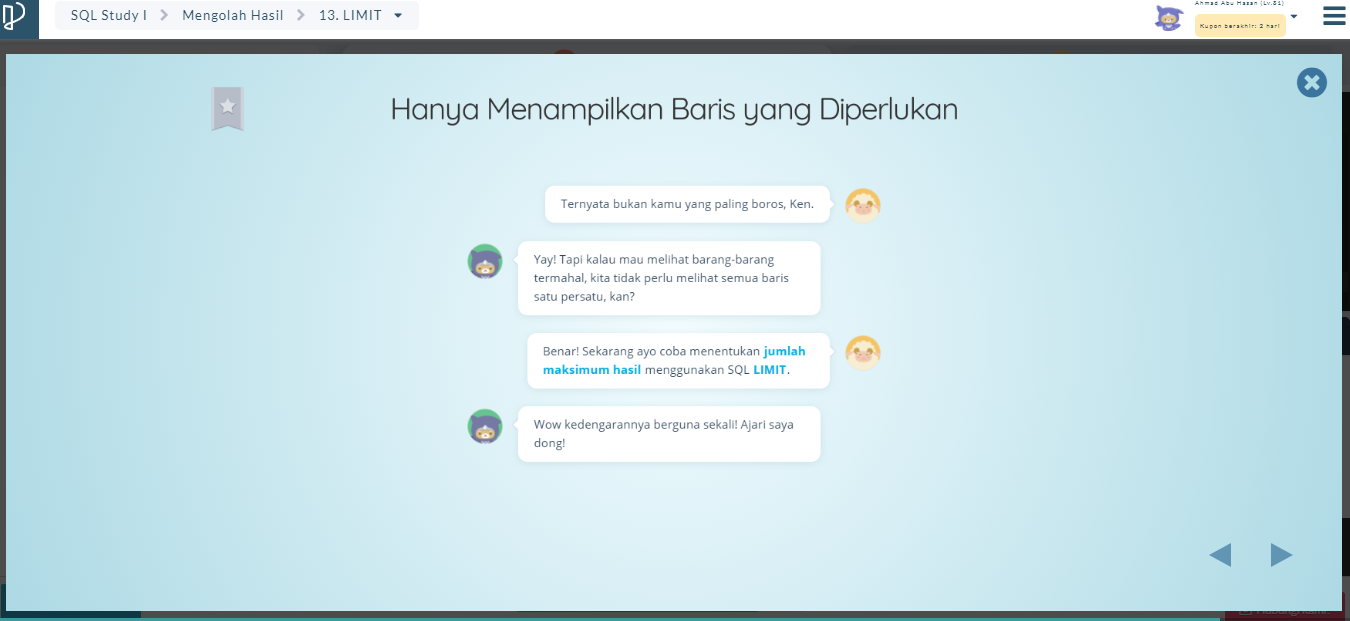 SQL Study I
Mengolah Hasil
13. LIMIT
Ahmad Abu Hasan (Lv.81)
Kupon berakhir: 2 hari
Hanya Menampilkan Baris yang Diperlukan
Ternyata bukan kamu yang paling boros, Ken.
Yay! Tapi kalau mau melihat barang-barang
termahal, kita tidak perlu melihat semua baris
satu persatu, kan?
Benar! Sekarang ayo coba menentukan jumlah
maksimum hasil menggunakan SQL LIMIT.
Wow kedengarannya berguna sekali! Ajari saya
dong!